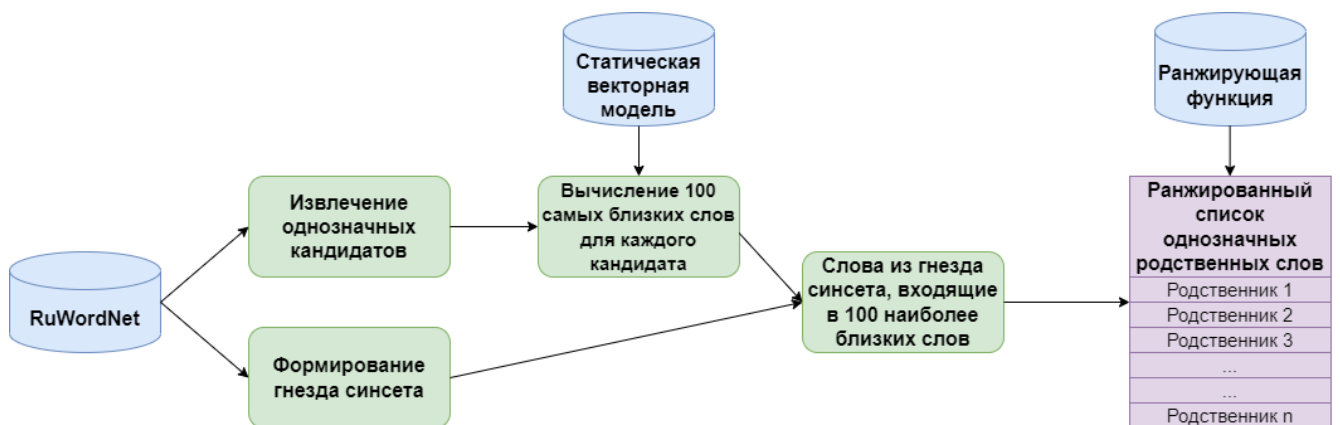 Статическая
векторная
модель
Ранжирующая
функция
Извлечение
однозначных
кандидатов
Вычисление 100
самых близких слов
для каждого
кандидата
Ранжированный
список
однозначных
родственных слов
Родственник 1
Родственник 2
Родственник 3
...
...
Родственник n
RuWordNet
Слова из гнезда
синсета, входящие
в 100 наиболее
близких слов
Формирование
гнезда синсета